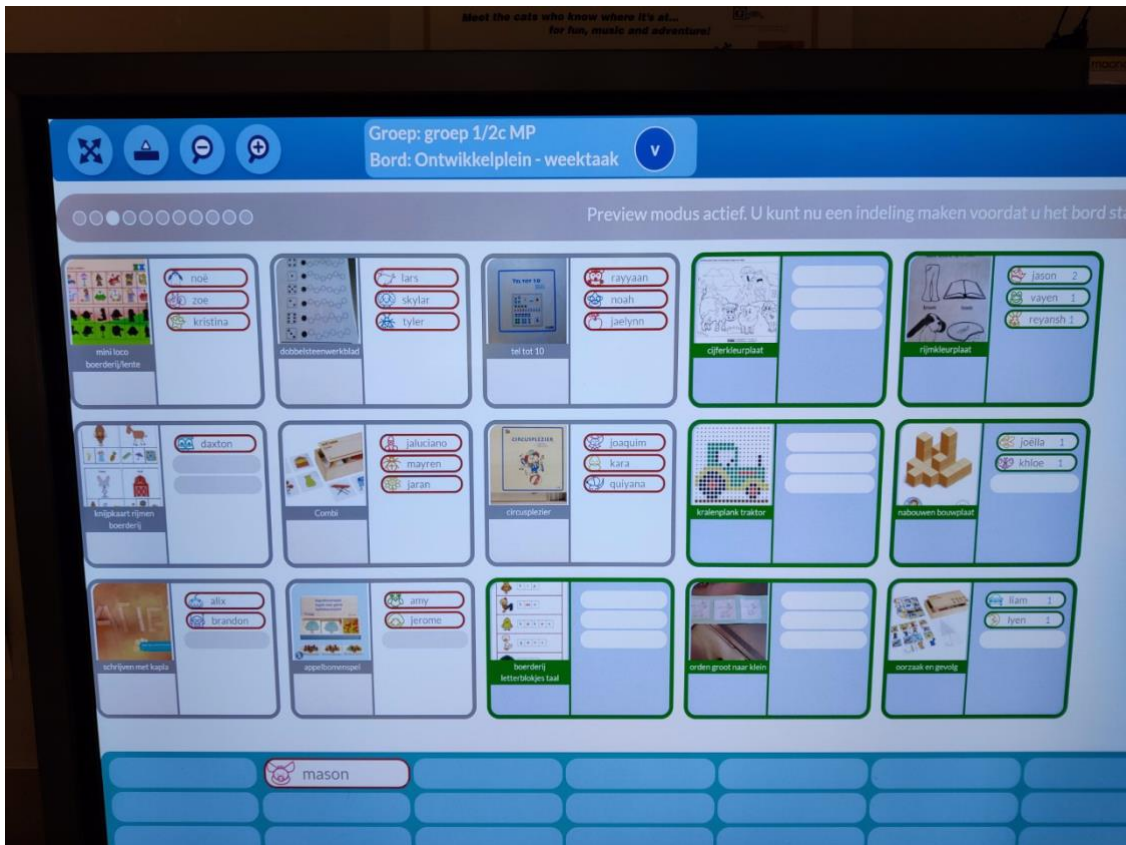 Meet the cats who know where it's at...
for fun, music and adventure!
Groep: groep 1/2c MP
Bord: Ontwikkelplein - weektaak
v
Preview modus actief. U kunt nu een indeling maken voordat u het bord sta
noë
zoe
kristina
mini loco
boerderij/lente
lars
skylar
tyler
dobbelsteenwerkblad
TEL TOT 10
rayyaan
noah
jaelynn
tel tot 10
cijferkleurplaat
jason 2
vayen 1
reyansh 1
rijmkleurplaat
daxton
knijpkaart rijmen
boerderij
jaluciano
mayren
jaran
Combi
CIRCUSPLEZIER
joaquim
kara
quiyana
circusplezier
kralenplank traktor
joëlla 1
khloe 1
nabouwen bouwplaat
alix
brandon
schrijven met kapla
amy
jerome
appelbomenspel
boerderij
letterblokjes taal
orden groot naar klein
liam 1
lyen 1
oorzaak en gevolg
mason